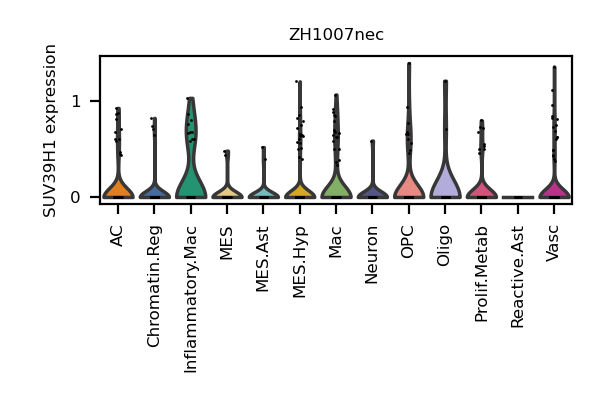 ZH1007nec
SUV39H1 expression
1
0
AC
Chromatin.Reg
Inflammatory.Mac
MES
MES.Ast
MES.Hyp
Mac
Neuron
OPC
Oligo
Prolif.Metab
Reactive.Ast
Vasc